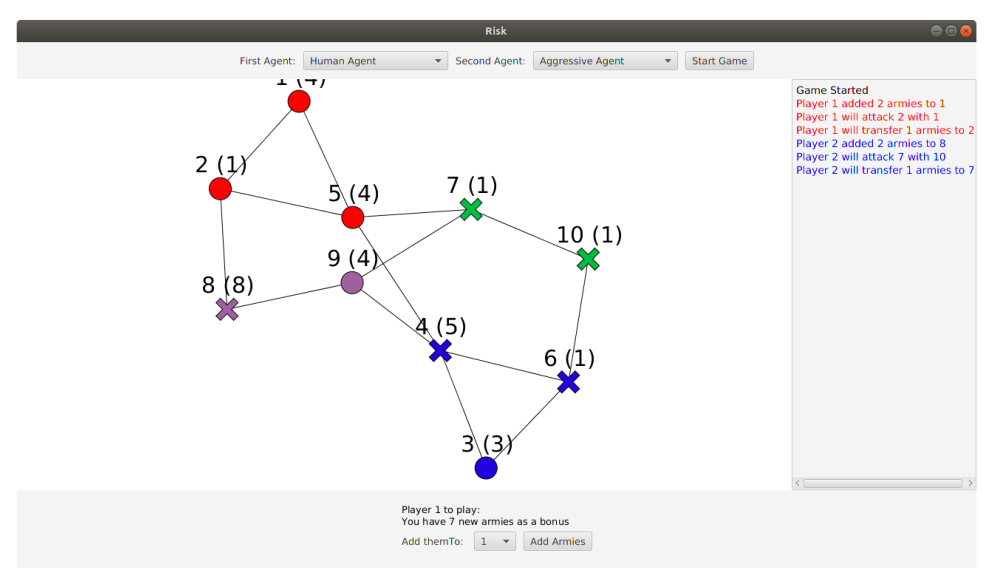 Risk
First Agent: Human Agent Second Agent: Aggressive Agent Start Game
1 (4)
2 (1)
5 (4)
7 (1)
10 (1)
9 (4)
8 (8)
4 (5)
6 (1)
3 (3)
Game Started
Player 1 added 2 armies to 1
Player 1 will attack 2 with 1
Player 1 will transfer 1 armies to 2
Player 2 added 2 armies to 8
Player 2 will attack 7 with 10
Player 2 will transfer 1 armies to 7
Player 1 to play:
You have 7 new armies as a bonus
Add themTo: 1 Add Armies